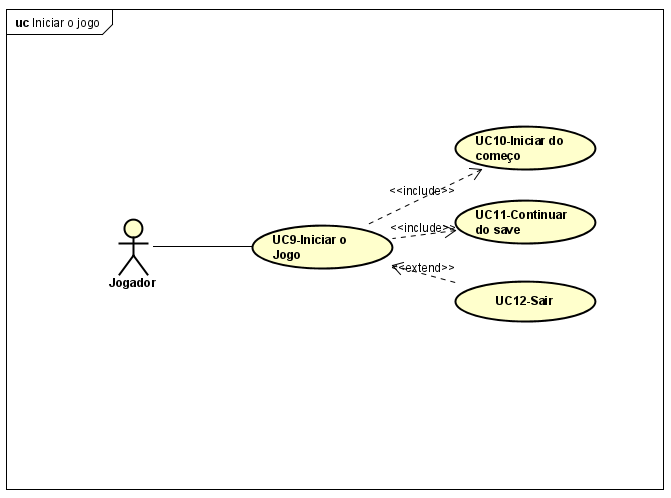 uc Iniciar o jogo
UC10-Iniciar do
começo
<<include>>
UC11-Continuar
do save
<<include>>
UC9-Iniciar o
Jogo
<<extend>>
Jogador
UC12-Sair